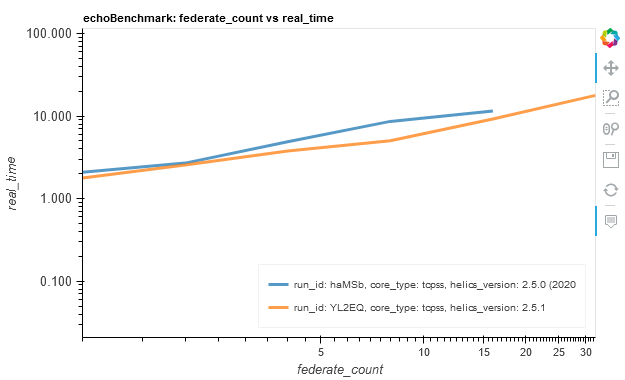 echoBenchmark: federate_count vs real_time
100.000
10.000
1.000
0.100
real_time
run_id: haMSb, core_type: tcpss, helics_version: 2.5.0 (2020
run_id: YL2EQ, core_type: tcpss, helics_version: 2.5.1
5
10
15
20
25
30
federate_count